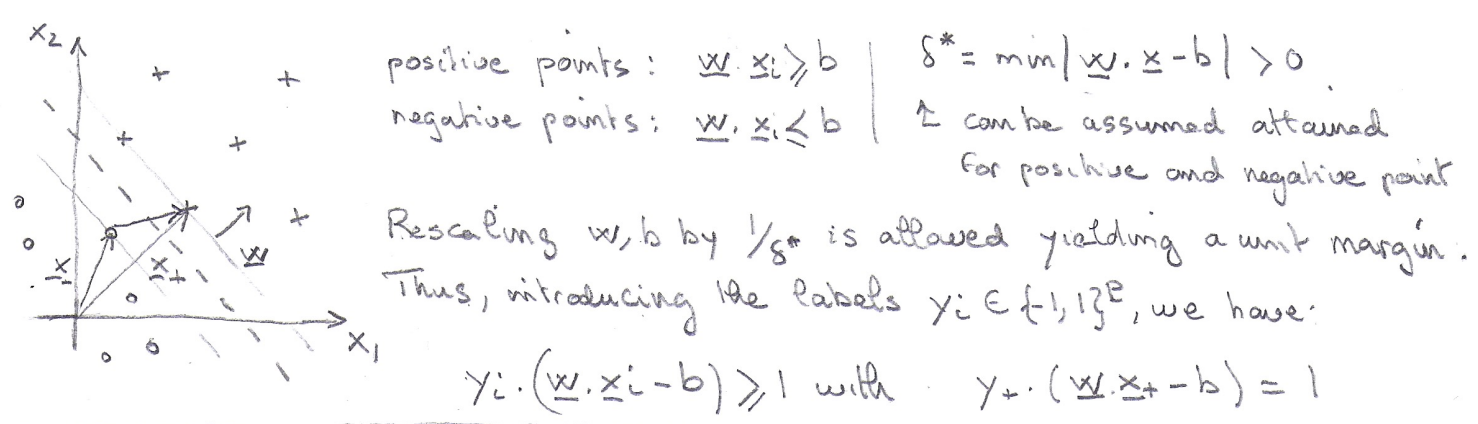 x₂
+ +
+ +
+ +
x₋ x₊ w
x₁
positive points : w.xᵢ ⩾ b | δ* = min|w.x - b| > 0
negative points : w.xᵢ ⩽ b | ↑ can be assumed attained
for positive and negative point
Rescaling w, b by 1/δ* is allowed yielding a unit margin.
Thus, introducing the labels yᵢ ∈ {-1, 1}ᵖ, we have:
yᵢ.(w.xᵢ - b) ⩾ 1 with y₊.(w.x₊ - b) = 1